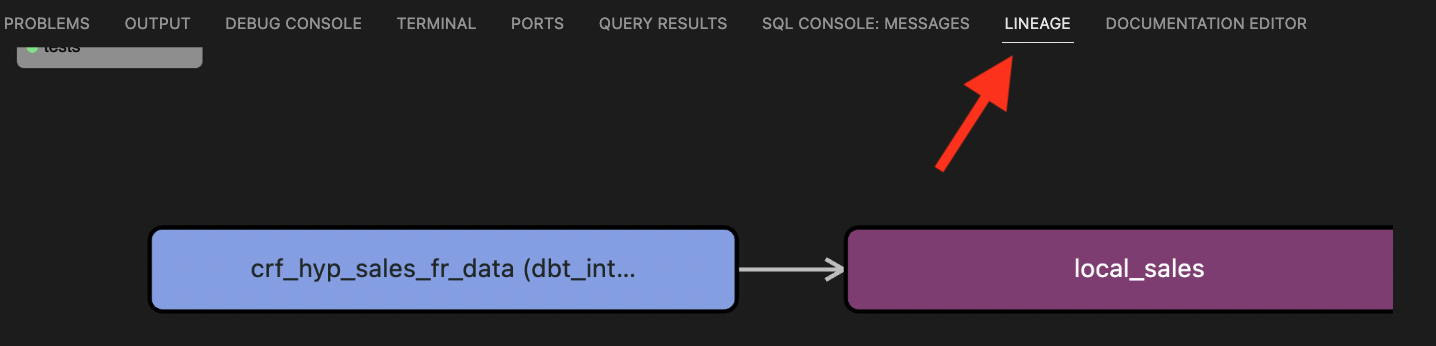 PROBLEMS OUTPUT DEBUG CONSOLE TERMINAL PORTS QUERY RESULTS SQL CONSOLE: MESSAGES LINEAGE DOCUMENTATION EDITOR
tests
crf_hyp_sales_fr_data (dbt_int... local_sales